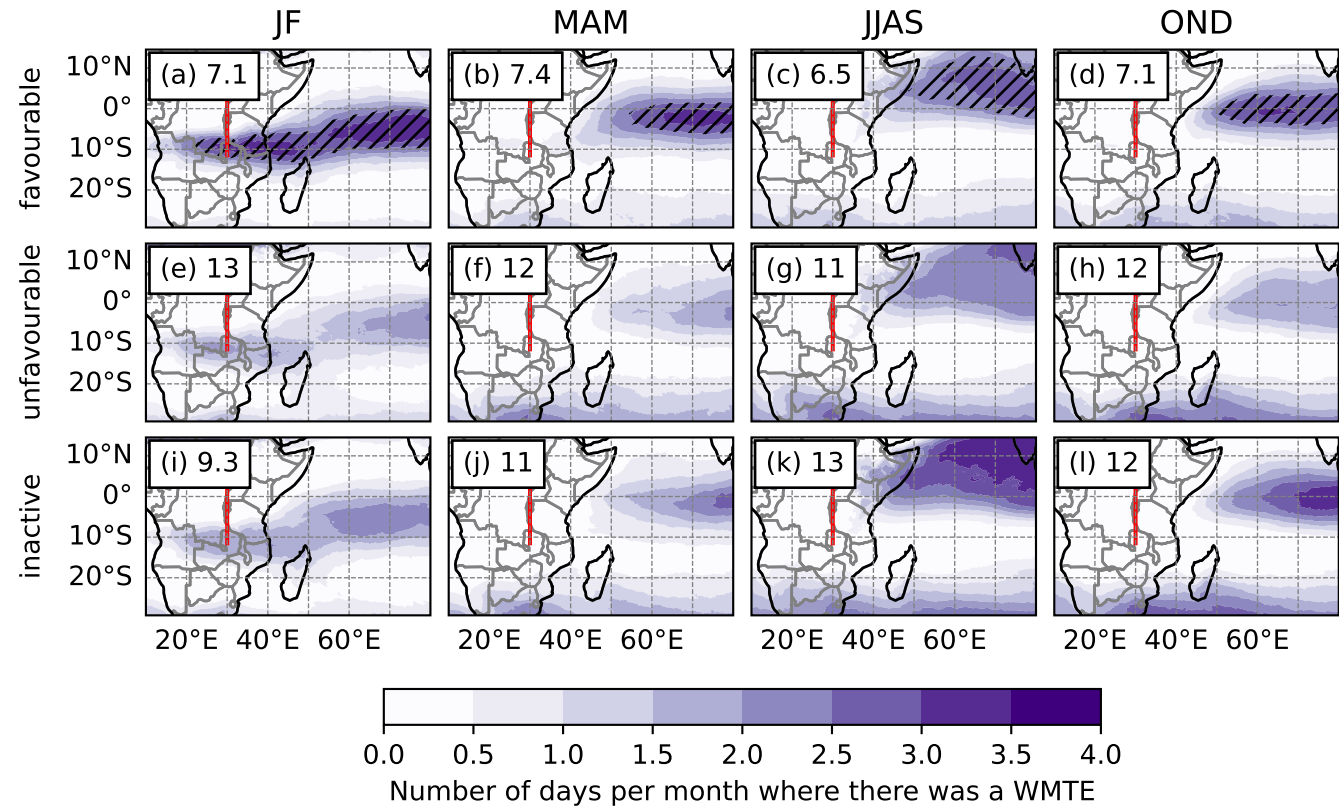 JF MAM JJAS OND
favourable
10°N (a) 7.1 (b) 7.4 (c) 6.5 (d) 7.1
0°
10°S
20°S
unfavourable
10°N (e) 13 (f) 12 (g) 11 (h) 12
0°
10°S
20°S
inactive
10°N (i) 9.3 (j) 11 (k) 13 (l) 12
0°
10°S
20°S
20°E 40°E 60°E 20°E 40°E 60°E 20°E 40°E 60°E 20°E 40°E 60°E
0.0 0.5 1.0 1.5 2.0 2.5 3.0 3.5 4.0
Number of days per month where there was a WMTE